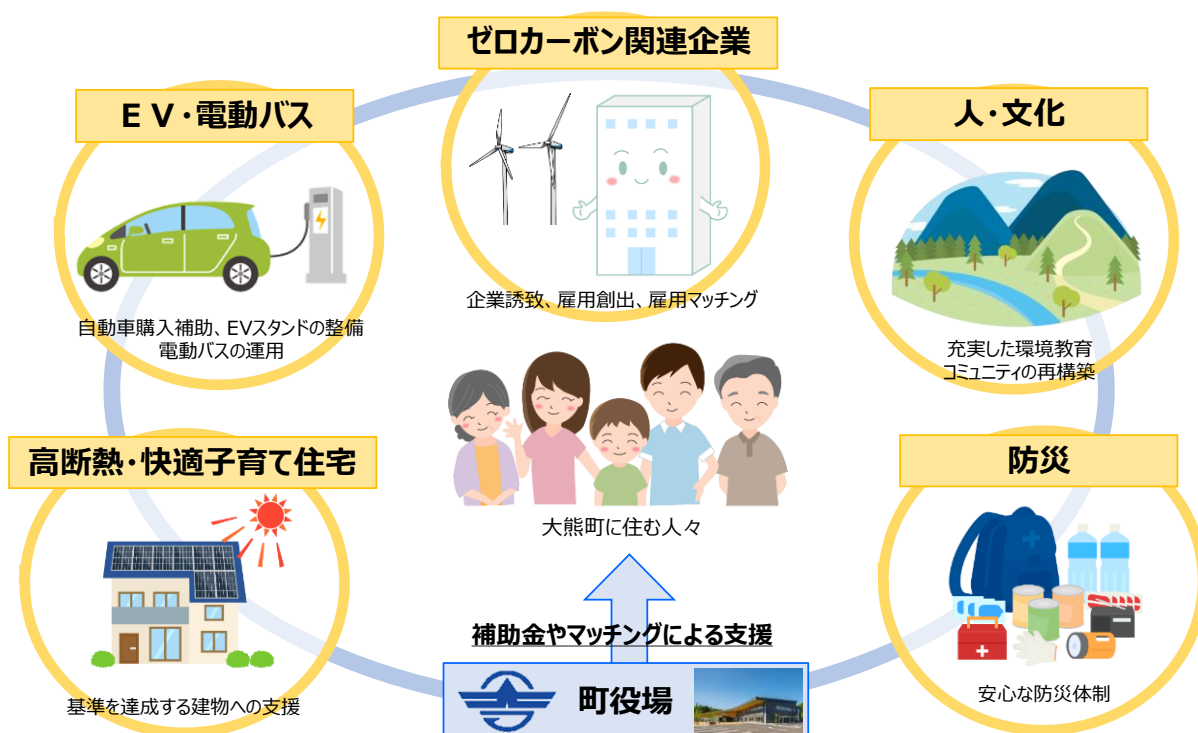 ゼロカーボン関連企業
企業誘致、雇用創出、雇用マッチング
ＥＶ・電動バス
自動車購入補助、EVスタンドの整備
電動バスの運用
人・文化
充実した環境教育
コミュニティの再構築
高断熱・快適子育て住宅
基準を達成する建物への支援
大熊町に住む人々
防災
安心な防災体制
補助金やマッチングによる支援
町役場